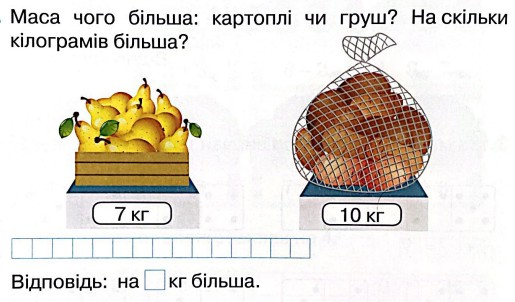 Маса чого більша: картоплі чи груш? На скільки
кілограмів більша?
7 кг
10 кг
Відповідь: на кг більша.